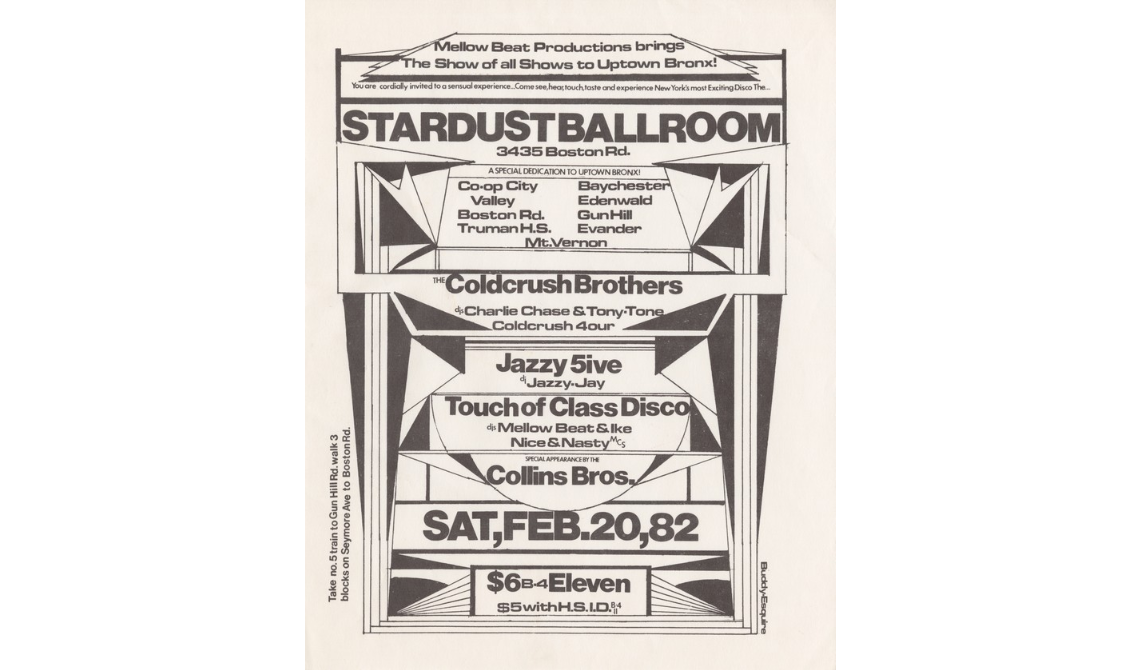 Mellow Beat Productions brings
The Show of all Shows to Uptown Bronx!
You are cordially invited to a sensual experience...Come see, hear, touch, taste and experience New York's most Exciting Disco The...
STARDUST BALLROOM
3435 Boston Rd.
A SPECIAL DEDICATION TO UPTOWN BRONX!
Co-op City Baychester
Valley Edenwald
Boston Rd. Gun Hill
Truman H.S. Evander
Mt. Vernon
THE Coldcrush Brothers
djs Charlie Chase & Tony-Tone
Coldcrush 4our
Jazzy 5ive
dj Jazzy-Jay
Touch of Class Disco
djs Mellow Beat & Ike
Nice & Nasty MCs
SPECIAL APPEARANCE BY THE
Collins Bros.
SAT, FEB. 20, 82
$6 B-4 Eleven
$5 with H.S. I.D. B-4 11
Take no. 5 train to Gun Hill Rd. walk 3
blocks on Seymore Ave to Boston Rd.
Buddy-Esquire